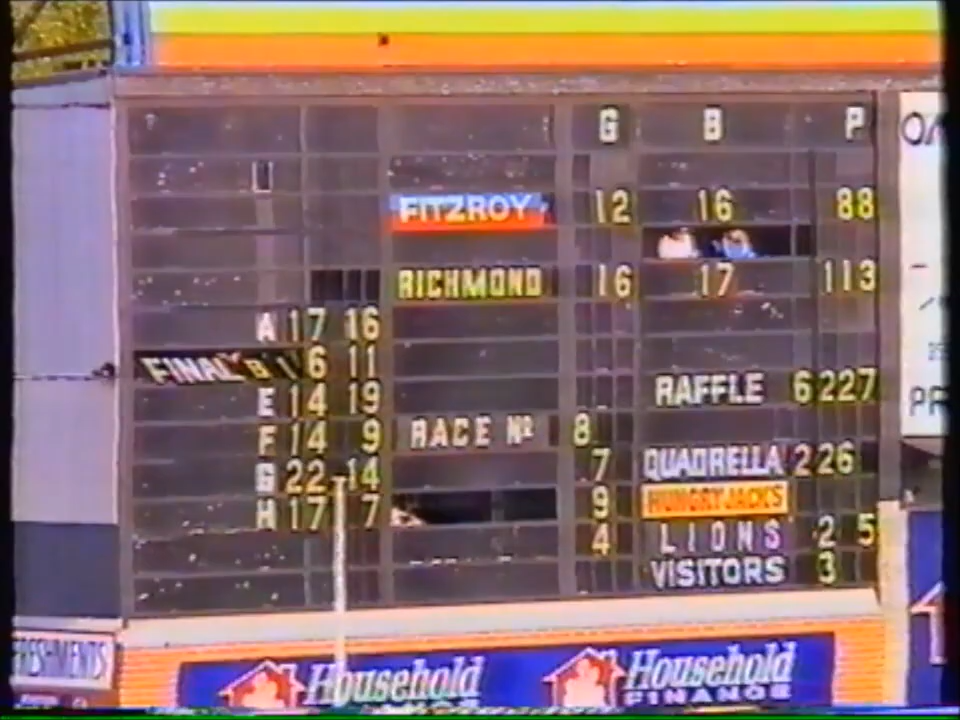 G B P
FITZROY 12 16 88
RICHMOND 16 17 113
A 17 16
FINAL B 16 11
E 14 19
F 14 9
G 22 14
H 17 7
RACE Nº 8
7
9
4
RAFFLE 6227
QUADRELLA 226
HUNGRY JACK'S
LIONS 2 5
VISITORS 3
FRESHMENTS
Household
Household
FINANCE